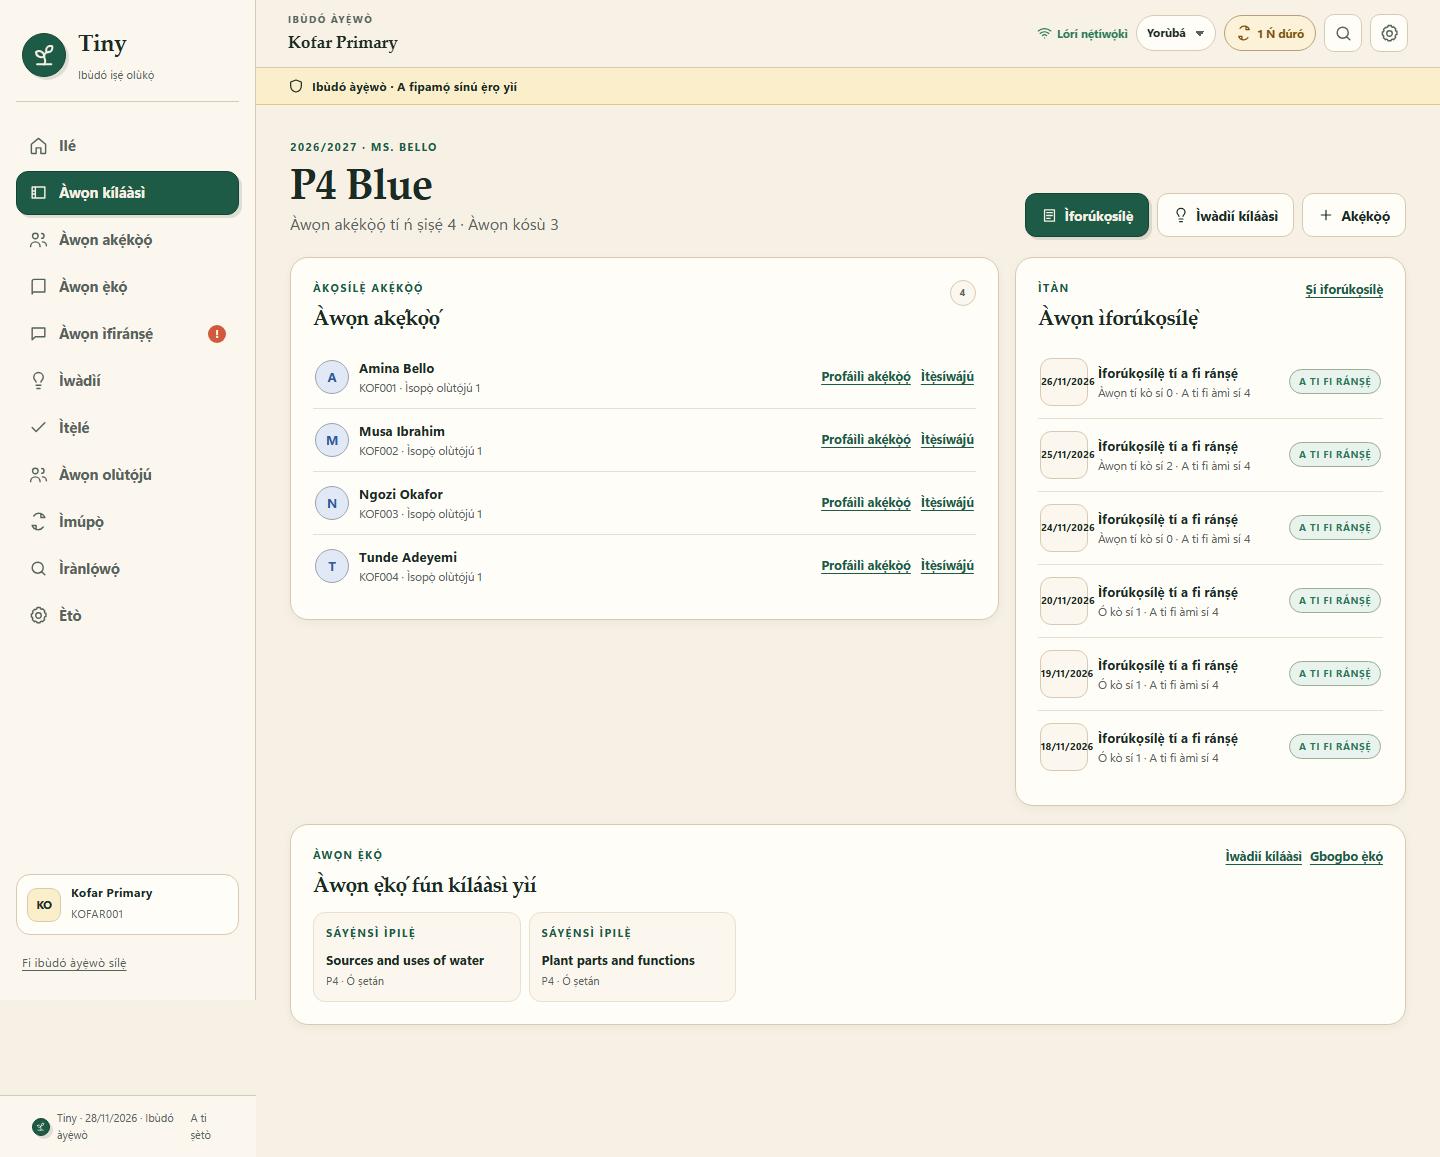 Tiny
Ibùdó iṣẹ́ olùkọ́
Ilé
Àwọn kíláàsì
Àwọn akẹ́kọ̀ọ́
Àwọn ẹ̀kọ́
Àwọn ìfiránṣẹ́
!
Ìwàdìí
Ìtẹ̀lé
Àwọn olùtọ́jú
Ìmúpọ̀
Ìrànlọ́wọ́
Ètò
KO
Kofar Primary
KOFAR001
Fi ibùdó àyẹ̀wò sílẹ̀
Tiny · 28/11/2026 · Ibùdó àyẹ̀wò
A ti ṣètò
IBÙDÓ ÀYẸ̀WÒ
Kofar Primary
Lórí nẹ́tíwọ́kì
Yorùbá
1 Ń dúró
Ibùdó àyẹ̀wò · A fipamọ́ sínú ẹ̀rọ yìí
2026/2027 · MS. BELLO
P4 Blue
Àwọn akẹ́kọ̀ọ́ tí ń ṣiṣẹ́ 4 · Àwọn kósù 3
Ìforúkọsílẹ̀
Ìwàdìí kíláàsì
Akẹ́kọ̀ọ́
ÀKỌSÍLẸ̀ AKẸ́KỌ̀Ọ́
4
Àwọn akẹ́kọ̀ọ́
A
Amina Bello
KOF001 · Ìsopọ̀ olùtọ́jú 1
Profáìlì akẹ́kọ̀ọ́ Ìtẹ̀síwájú
M
Musa Ibrahim
KOF002 · Ìsopọ̀ olùtọ́jú 1
Profáìlì akẹ́kọ̀ọ́ Ìtẹ̀síwájú
N
Ngozi Okafor
KOF003 · Ìsopọ̀ olùtọ́jú 1
Profáìlì akẹ́kọ̀ọ́ Ìtẹ̀síwájú
T
Tunde Adeyemi
KOF004 · Ìsopọ̀ olùtọ́jú 1
Profáìlì akẹ́kọ̀ọ́ Ìtẹ̀síwájú
ÌTÀN
Ṣí ìforúkọsílẹ̀
Àwọn ìforúkọsílẹ̀
26/11/2026
Ìforúkọsílẹ̀ tí a fi ránṣẹ́
Àwọn tí kò sí 0 · A ti fi àmì sí 4
A TI FI RÁNṢẸ́
25/11/2026
Ìforúkọsílẹ̀ tí a fi ránṣẹ́
Àwọn tí kò sí 2 · A ti fi àmì sí 4
A TI FI RÁNṢẸ́
24/11/2026
Ìforúkọsílẹ̀ tí a fi ránṣẹ́
Àwọn tí kò sí 0 · A ti fi àmì sí 4
A TI FI RÁNṢẸ́
20/11/2026
Ìforúkọsílẹ̀ tí a fi ránṣẹ́
Ó kò sí 1 · A ti fi àmì sí 4
A TI FI RÁNṢẸ́
19/11/2026
Ìforúkọsílẹ̀ tí a fi ránṣẹ́
Ó kò sí 1 · A ti fi àmì sí 4
A TI FI RÁNṢẸ́
18/11/2026
Ìforúkọsílẹ̀ tí a fi ránṣẹ́
Ó kò sí 1 · A ti fi àmì sí 4
A TI FI RÁNṢẸ́
ÀWỌN Ẹ̀KỌ́
Ìwàdìí kíláàsì Gbogbo ẹ̀kọ́
Àwọn ẹ̀kọ́ fún kíláàsì yìí
SÁYẸ́NSÌ ÌPILẸ̀
Sources and uses of water
P4 · Ó ṣetán
SÁYẸ́NSÌ ÌPILẸ̀
Plant parts and functions
P4 · Ó ṣetán